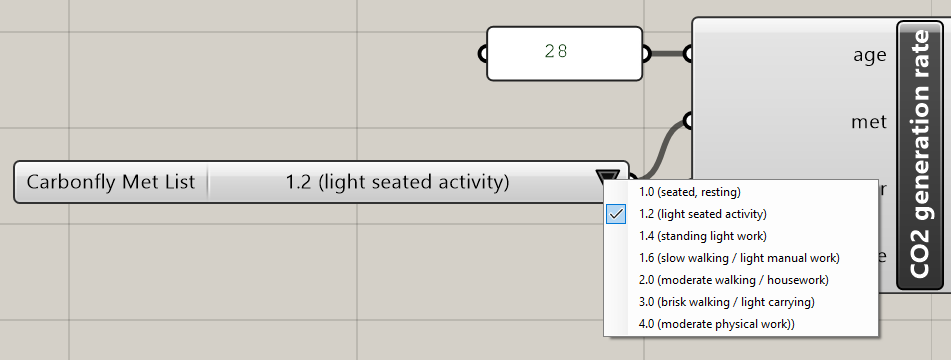 28
age
met
Carbonfly Met List
1.2 (light seated activity)
1.0 (seated, resting)
1.2 (light seated activity)
1.4 (standing light work)
1.6 (slow walking / light manual work)
2.0 (moderate walking / housework)
3.0 (brisk walking / light carrying)
4.0 (moderate physical work))
r
e
CO2 generation rate